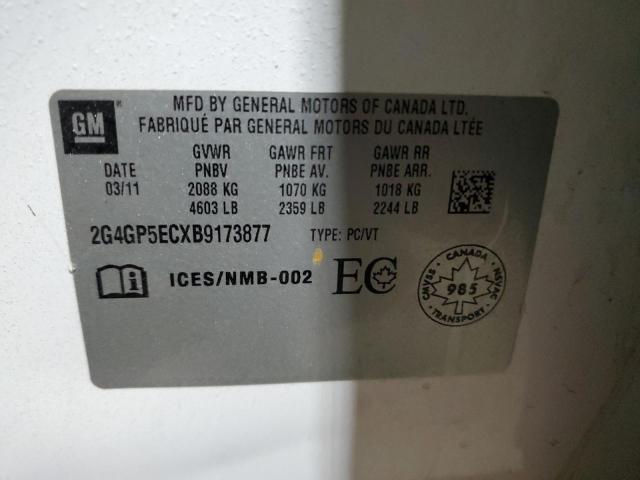 GM
MFD BY GENERAL MOTORS OF CANADA LTD.
FABRIQUÉ PAR GENERAL MOTORS DU CANADA LTÉE
GVWR GAWR FRT GAWR RR
DATE PNBV PNBE AV. PNBE ARR.
03/11 2088 KG 1070 KG 1018 KG
4603 LB 2359 LB 2244 LB
2G4GP5ECXB9173877 TYPE: PC/VT
ICES/NMB-002 EC
CANADA
CMVSS 985 NSVAC
TRANSPORT